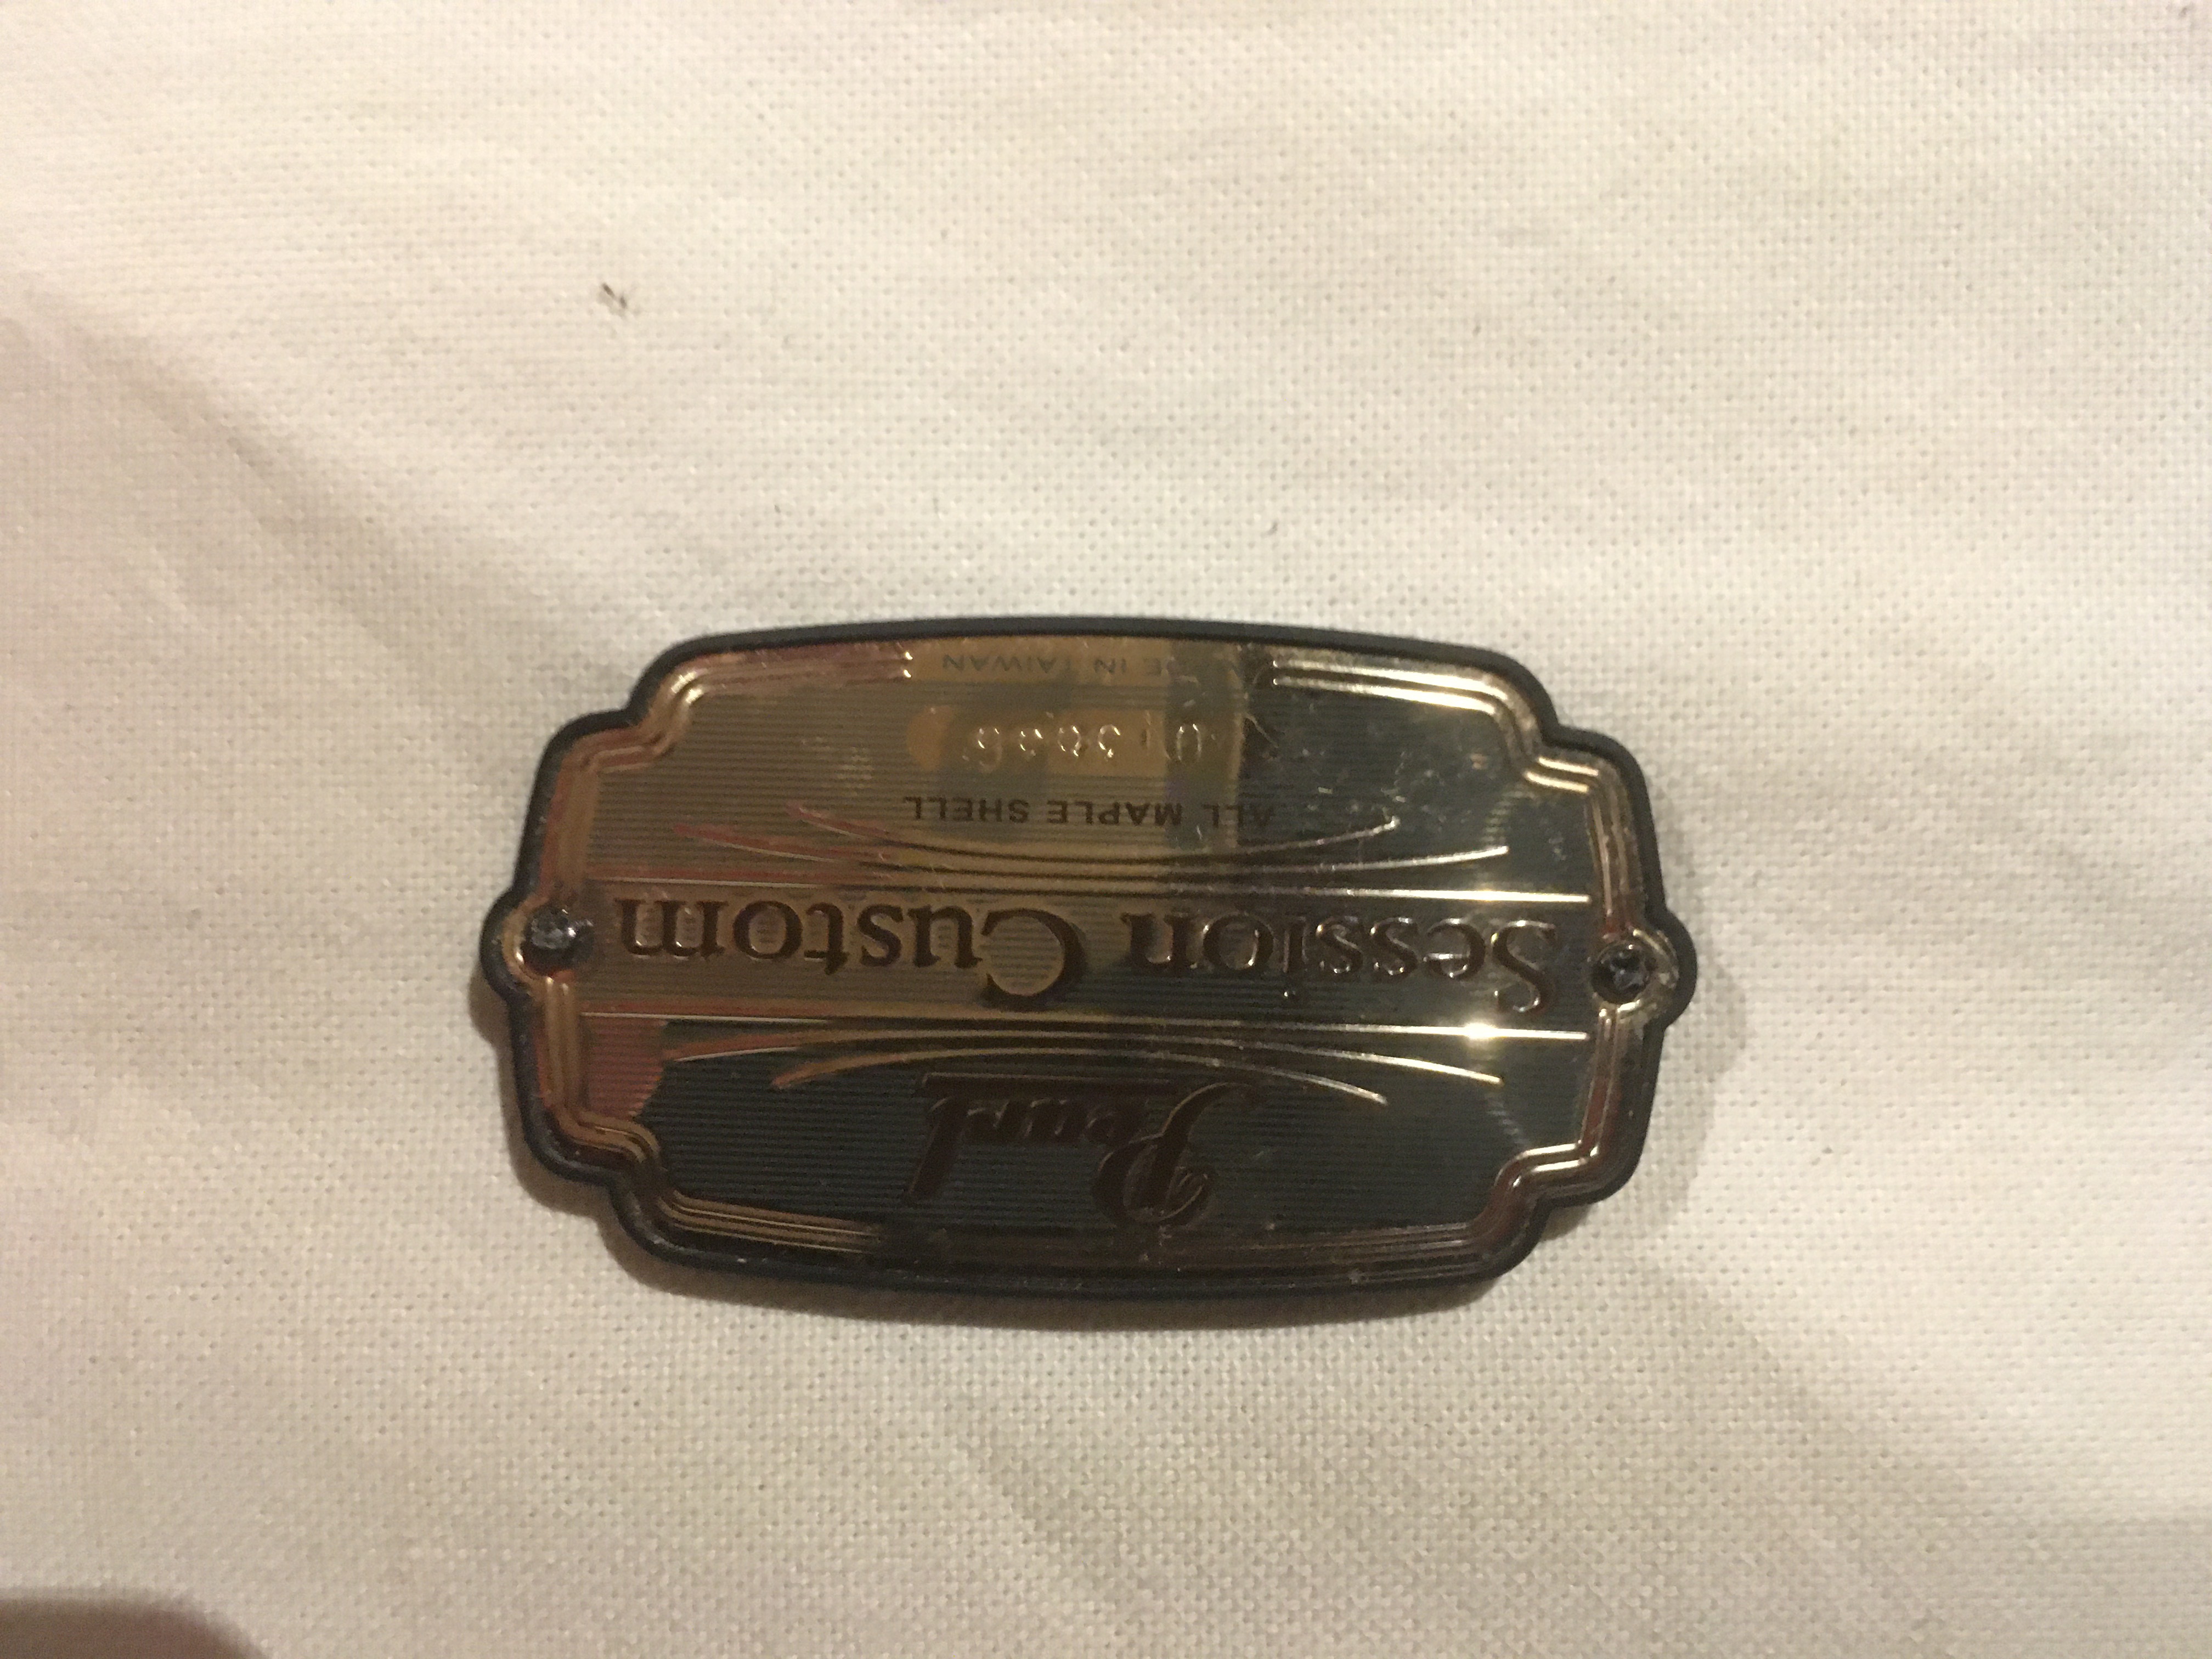 Pearl
Session Custom
ALL MAPLE SHELL
MADE IN TAIWAN